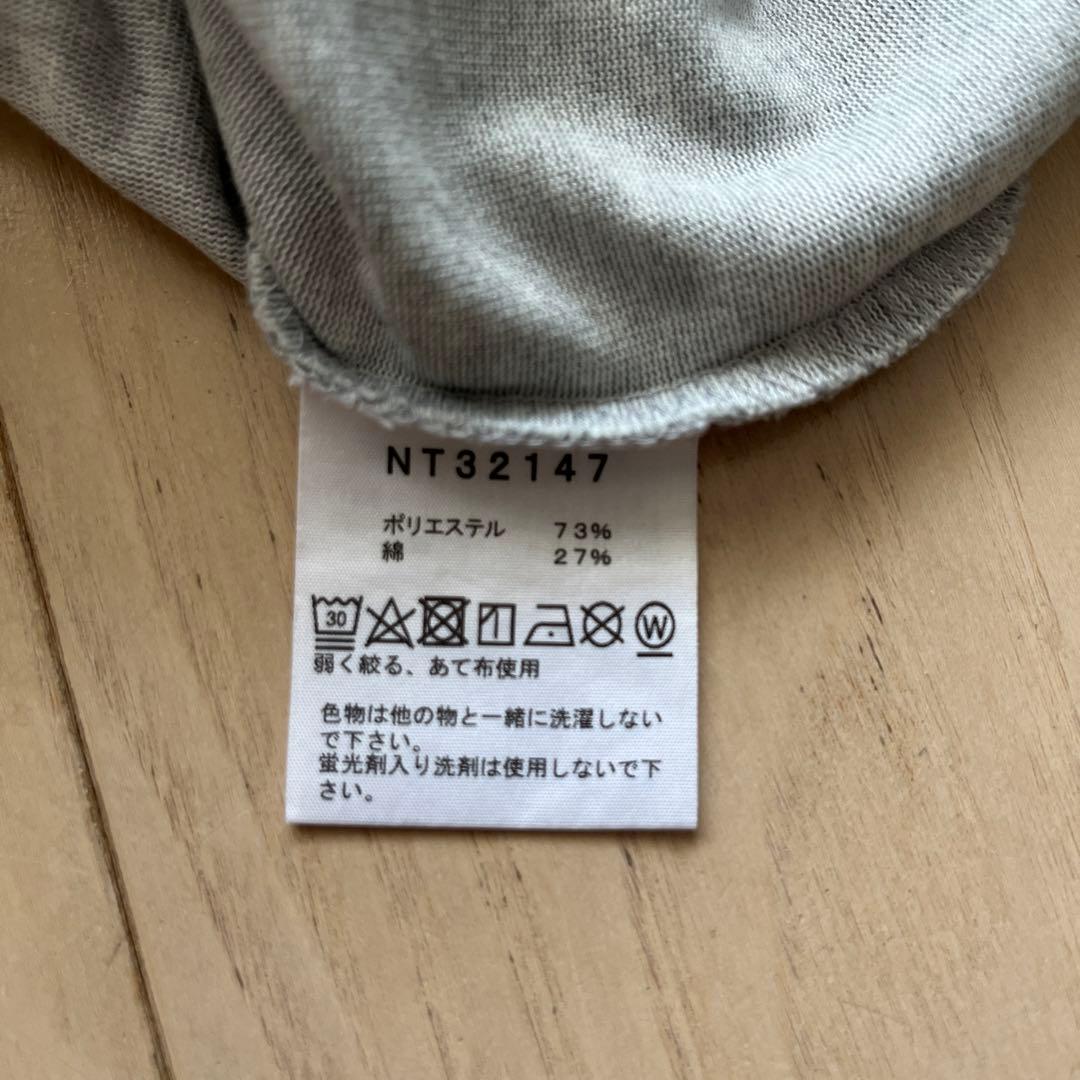 NT32147
ポリエステル 73%
綿 27%
30 W
弱く絞る、あて布使用
色物は他の物と一緒に洗濯しない
で下さい。
蛍光剤入り洗剤は使用しないで下
さい。